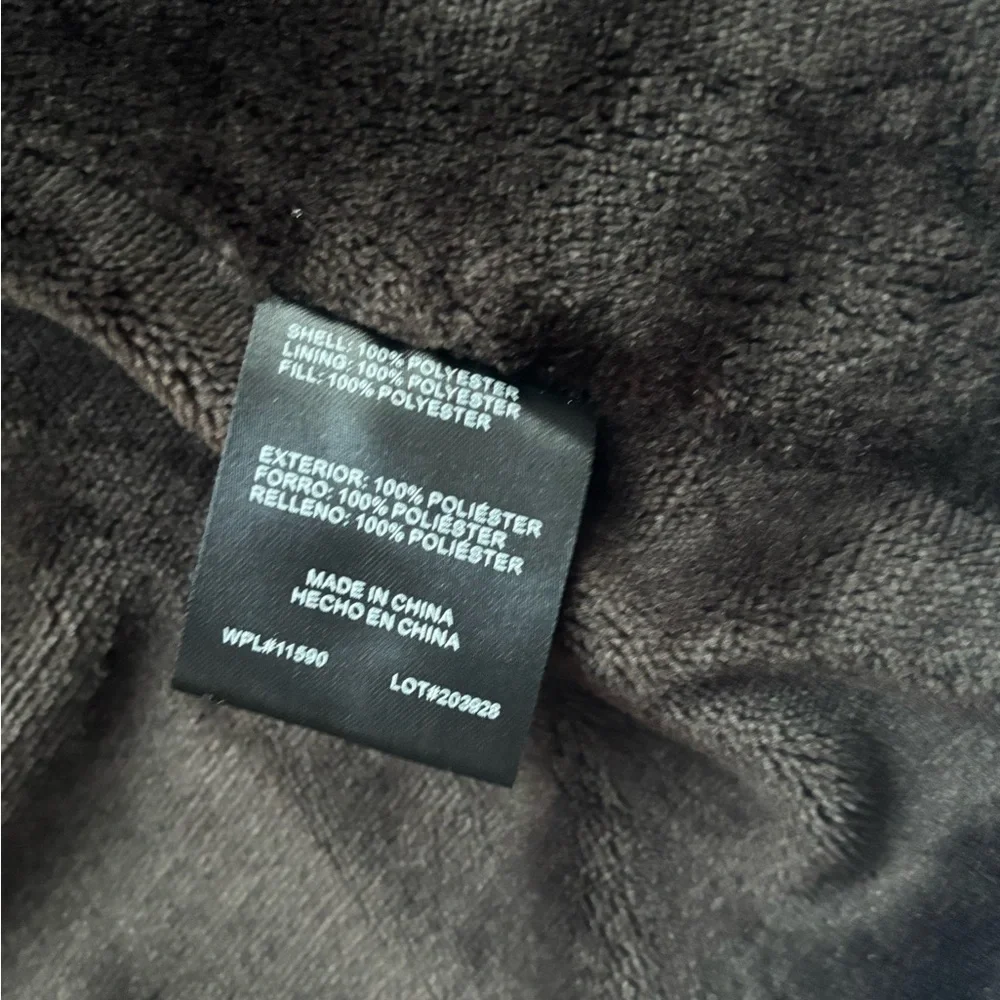 SHELL: 100% POLYESTER
LINING: 100% POLYESTER
FILL: 100% POLYESTER
EXTERIOR: 100% POLIÉSTER
FORRO: 100% POLIÉSTER
RELLENO: 100% POLIÉSTER
MADE IN CHINA
HECHO EN CHINA
WPL#11590
LOT#203928